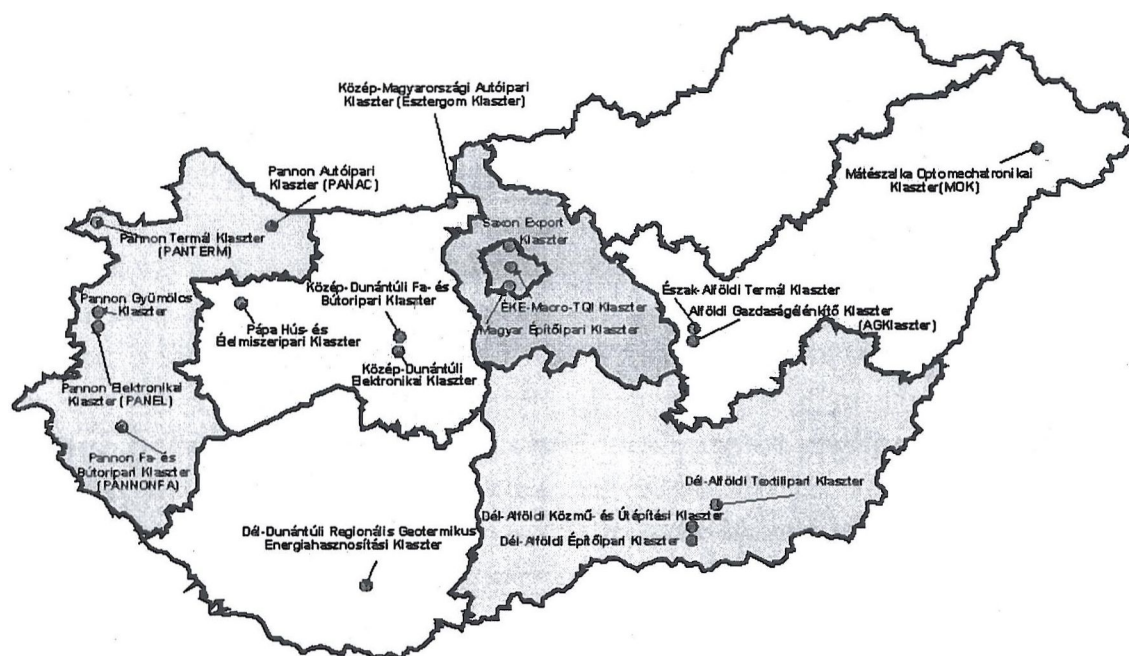 Közép-Magyarországi Autóipari
Klaszter (Esztergom Klaszter)
Pannon Autóipari
Klaszter (PANAC)
Mátészalka Optomechatronikai
Klaszter(MOK)
Saxon Export
Klaszter
Pannon Termál Klaszter
(PANTERM)
Közép-Dunántúli Fa- és
Bútoripari Klaszter
Észak-Alföldi Termál Klaszter
Pannon Gyümölcs
Klaszter
ÉKE-Macro-TQI Klaszter
Alföldi Gazdaságélénkítő Klaszter
(AGKlaszter)
Magyar Építőipari Klaszter
Pápa Hús- és
Élelmiszeripari Klaszter
Közép-Dunántúli
Elektronikai Klaszter
Pannon Elektronikai
Klaszter (PANEL)
Pannon Fa- és
Bútoripari Klaszter
(PANNONFA)
Dél-Alföldi Textilipari Klaszter
Dél-Alföldi Közmű- és Útépítési Klaszter
Dél-Alföldi Építőipari Klaszter
Dél-Dunántúli Regionális Geotermikus
Energiahasznosítási Klaszter